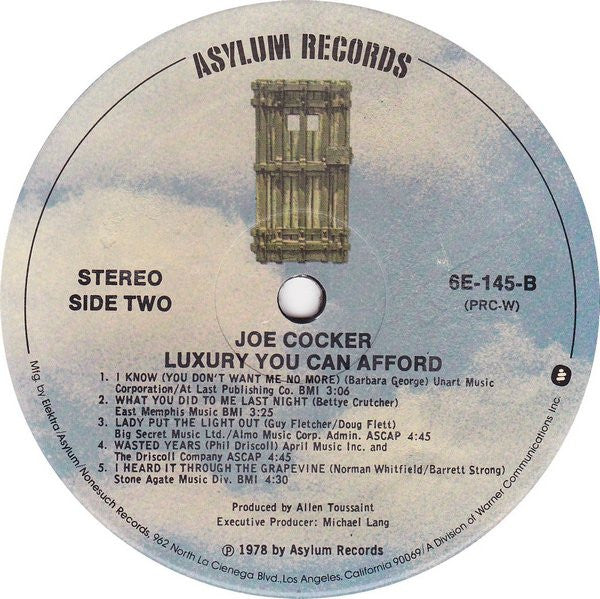 ASYLUM RECORDS
STEREO
SIDE TWO
6E-145-B
(PRC-W)
JOE COCKER
LUXURY YOU CAN AFFORD
1. I KNOW (YOU DON'T WANT ME NO MORE) (Barbara George) Unart Music
Corporation/At Last Publishing Co. BMI 3:06
2. WHAT YOU DID TO ME LAST NIGHT (Bettye Crutcher)
East Memphis Music BMI 3:25
3. LADY PUT THE LIGHT OUT (Guy Fletcher/Doug Flett)
Big Secret Music Ltd./Almo Music Corp. Admin. ASCAP 4:45
4. WASTED YEARS (Phil Driscoll) April Music Inc. and
The Driscoll Company ASCAP 4:45
5. I HEARD IT THROUGH THE GRAPEVINE (Norman Whitfield/Barrett Strong)
Stone Agate Music Div. BMI 4:30
Produced by Allen Toussaint
Executive Producer: Michael Lang
℗ 1978 by Asylum Records
Mfg. by Elektra/Asylum/Nonesuch Records, 962 North La Cienega Blvd., Los Angeles, California 90069/A Division of Warner Communications Inc.